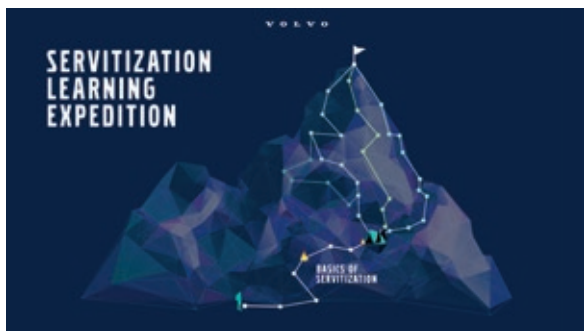 VOLVO
SERVITIZATION
LEARNING
EXPEDITION
BASICS OF
SERVITIZATION